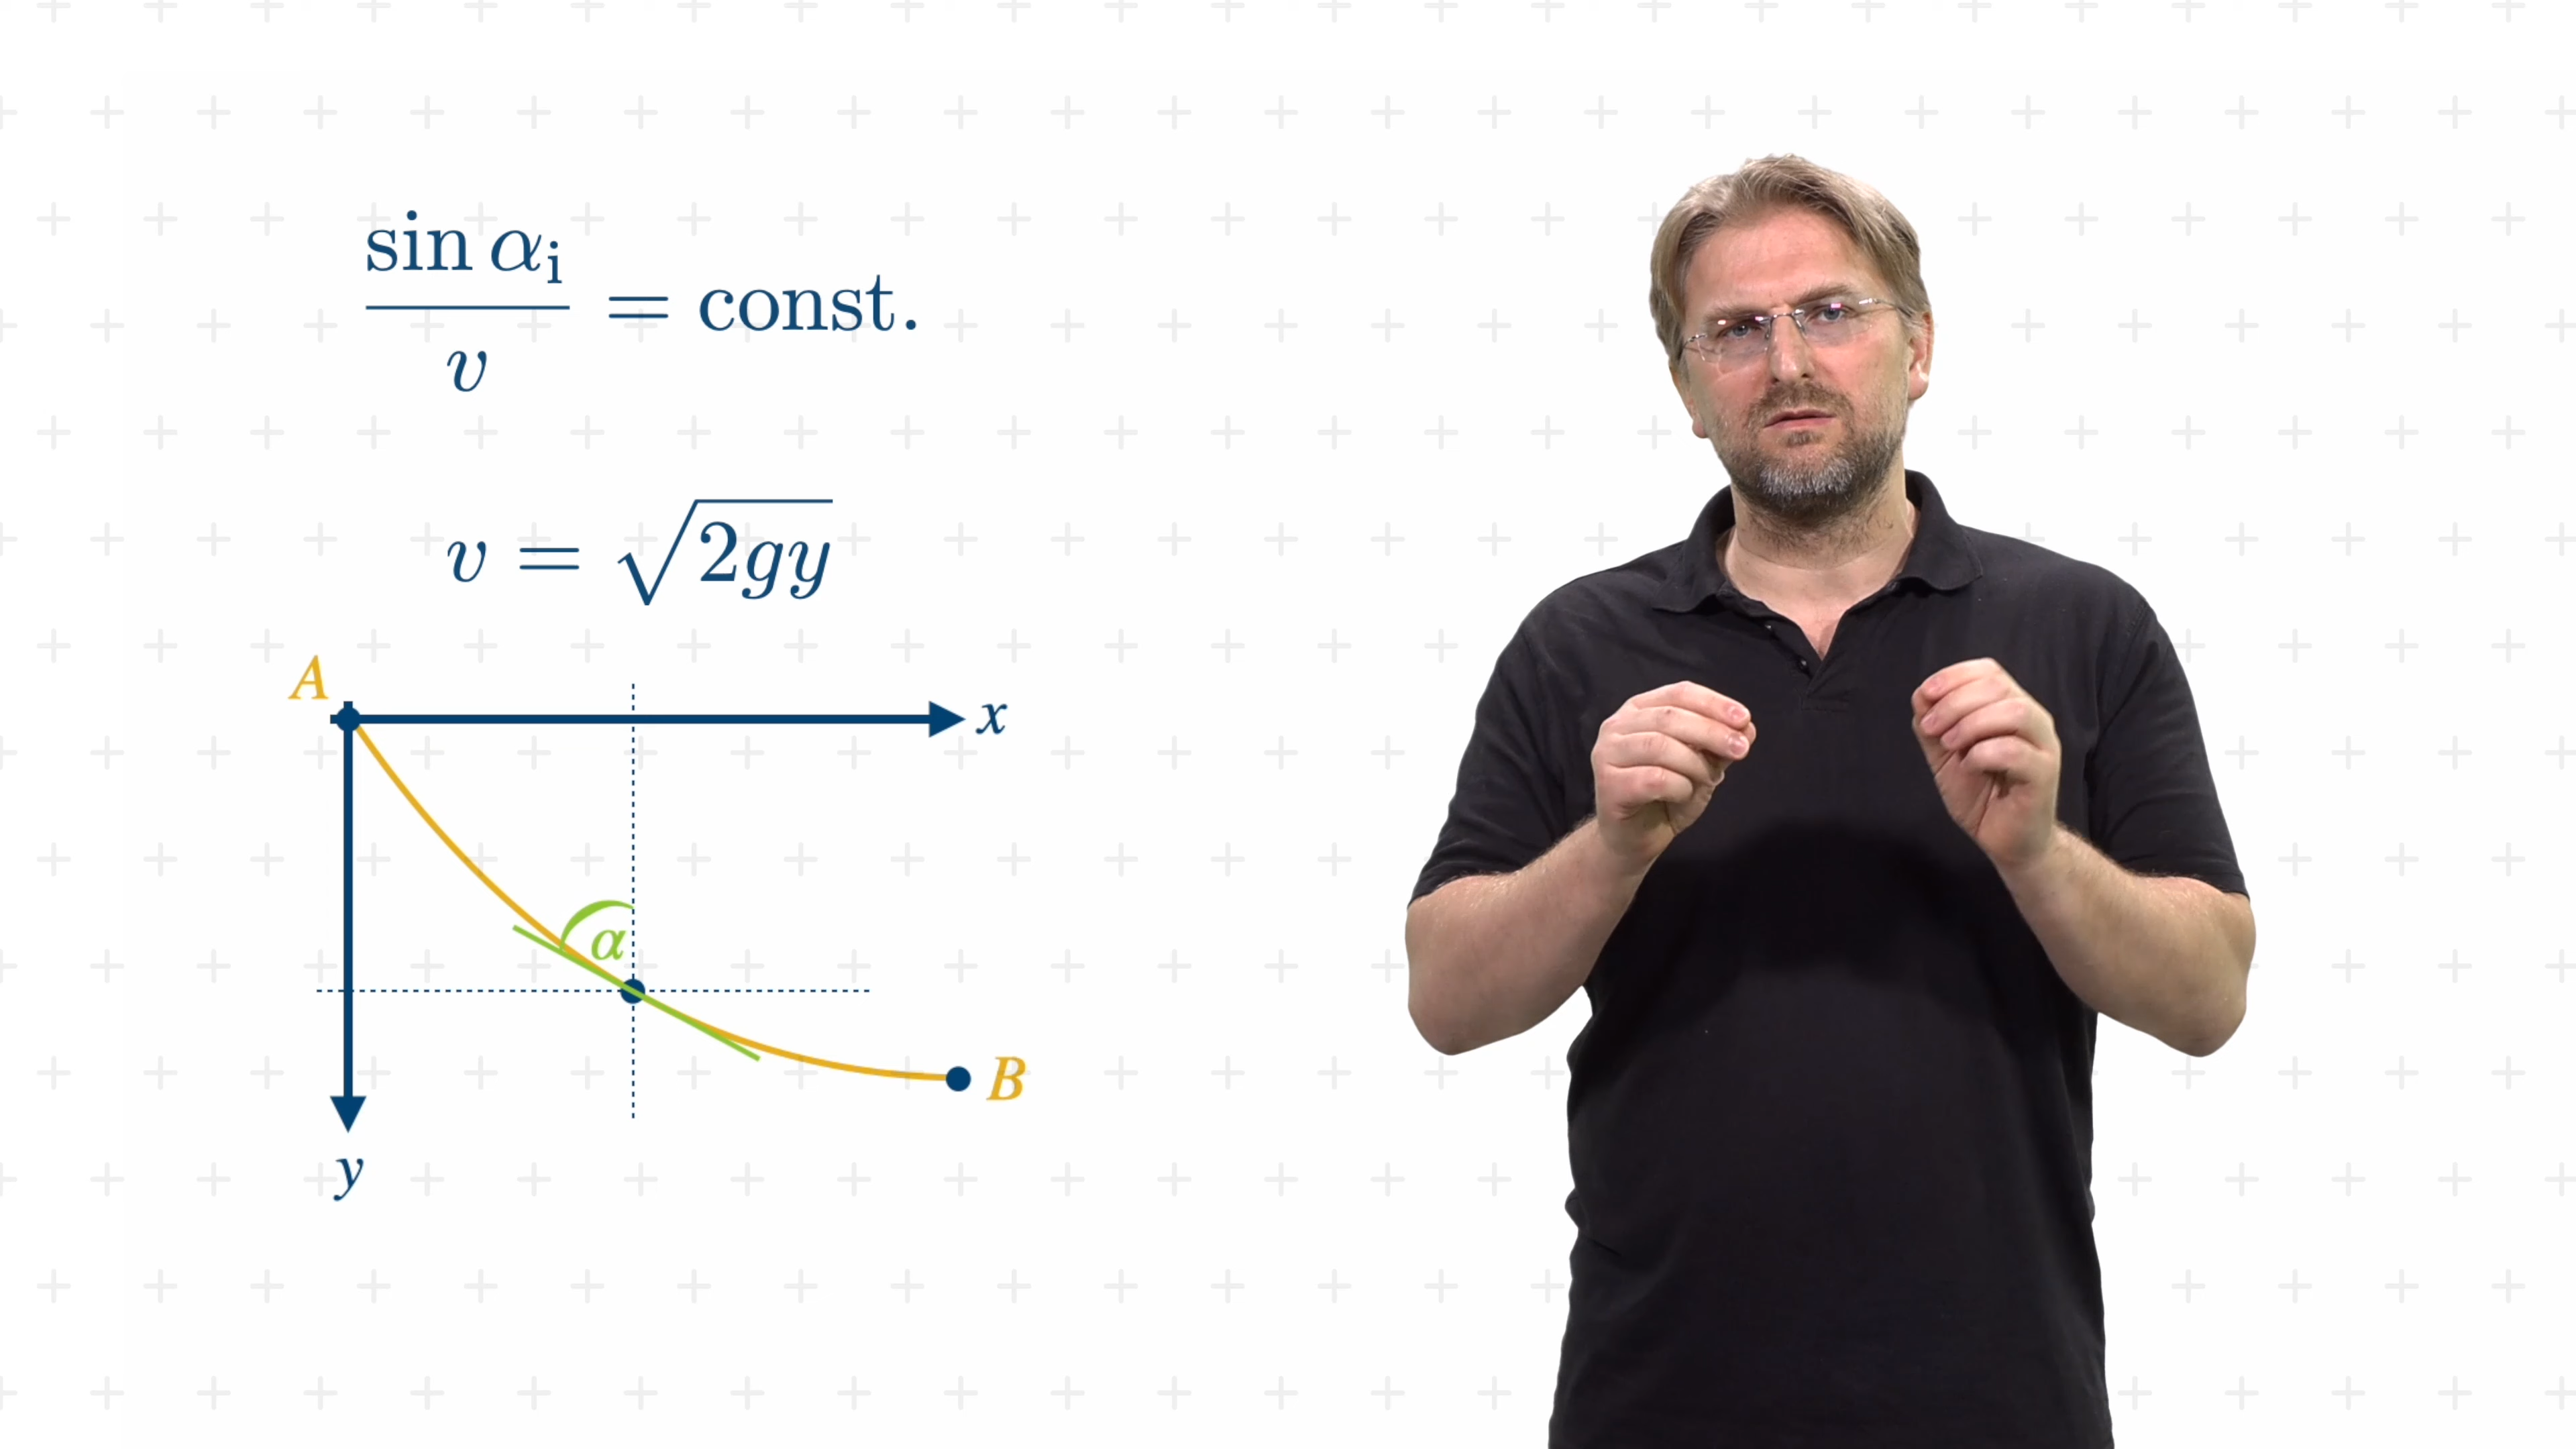 sin αᵢ / v = const.
v = √2gy
A
x
α
B
y